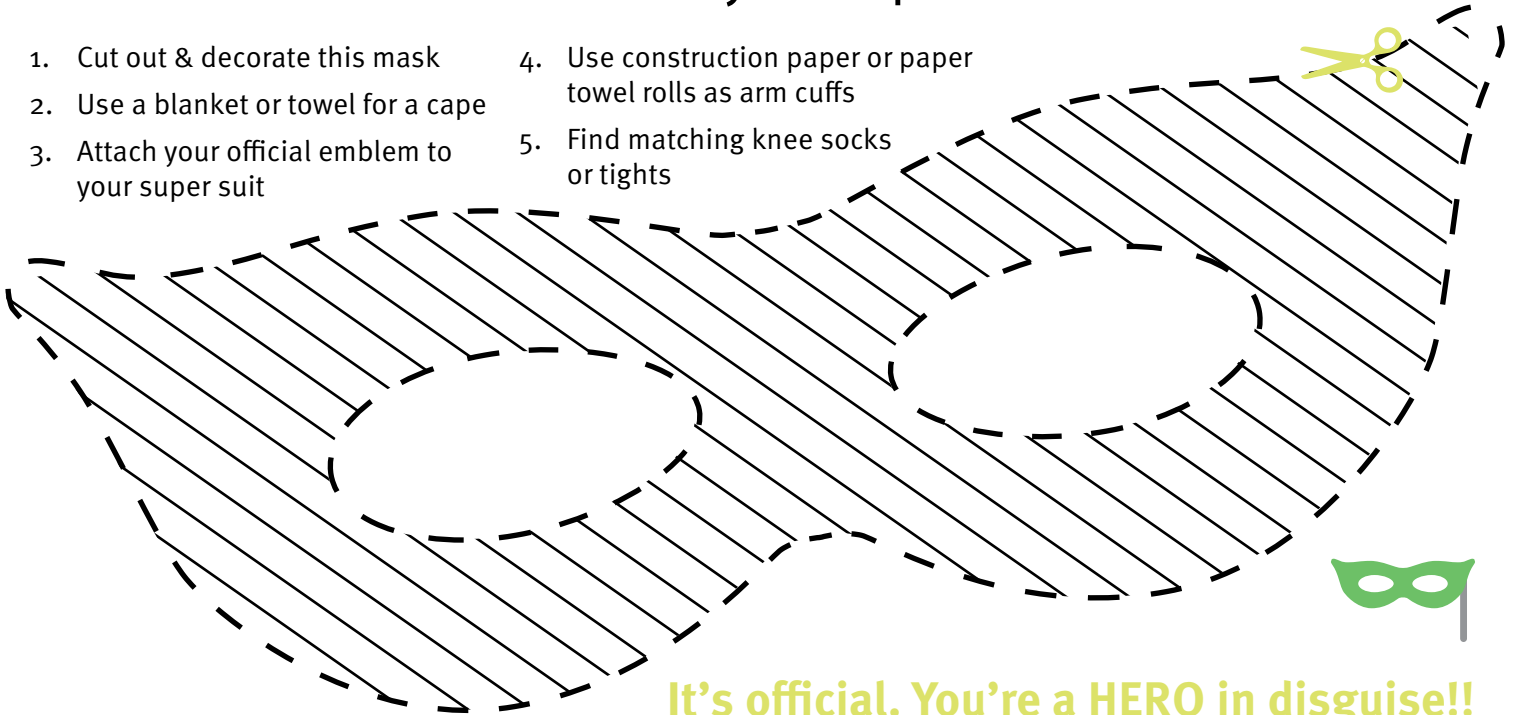 1. Cut out & decorate this mask
2. Use a blanket or towel for a cape
3. Attach your official emblem to
your super suit
4. Use construction paper or paper
towel rolls as arm cuffs
5. Find matching knee socks
or tights
It's official. You're a HERO in disguise!!